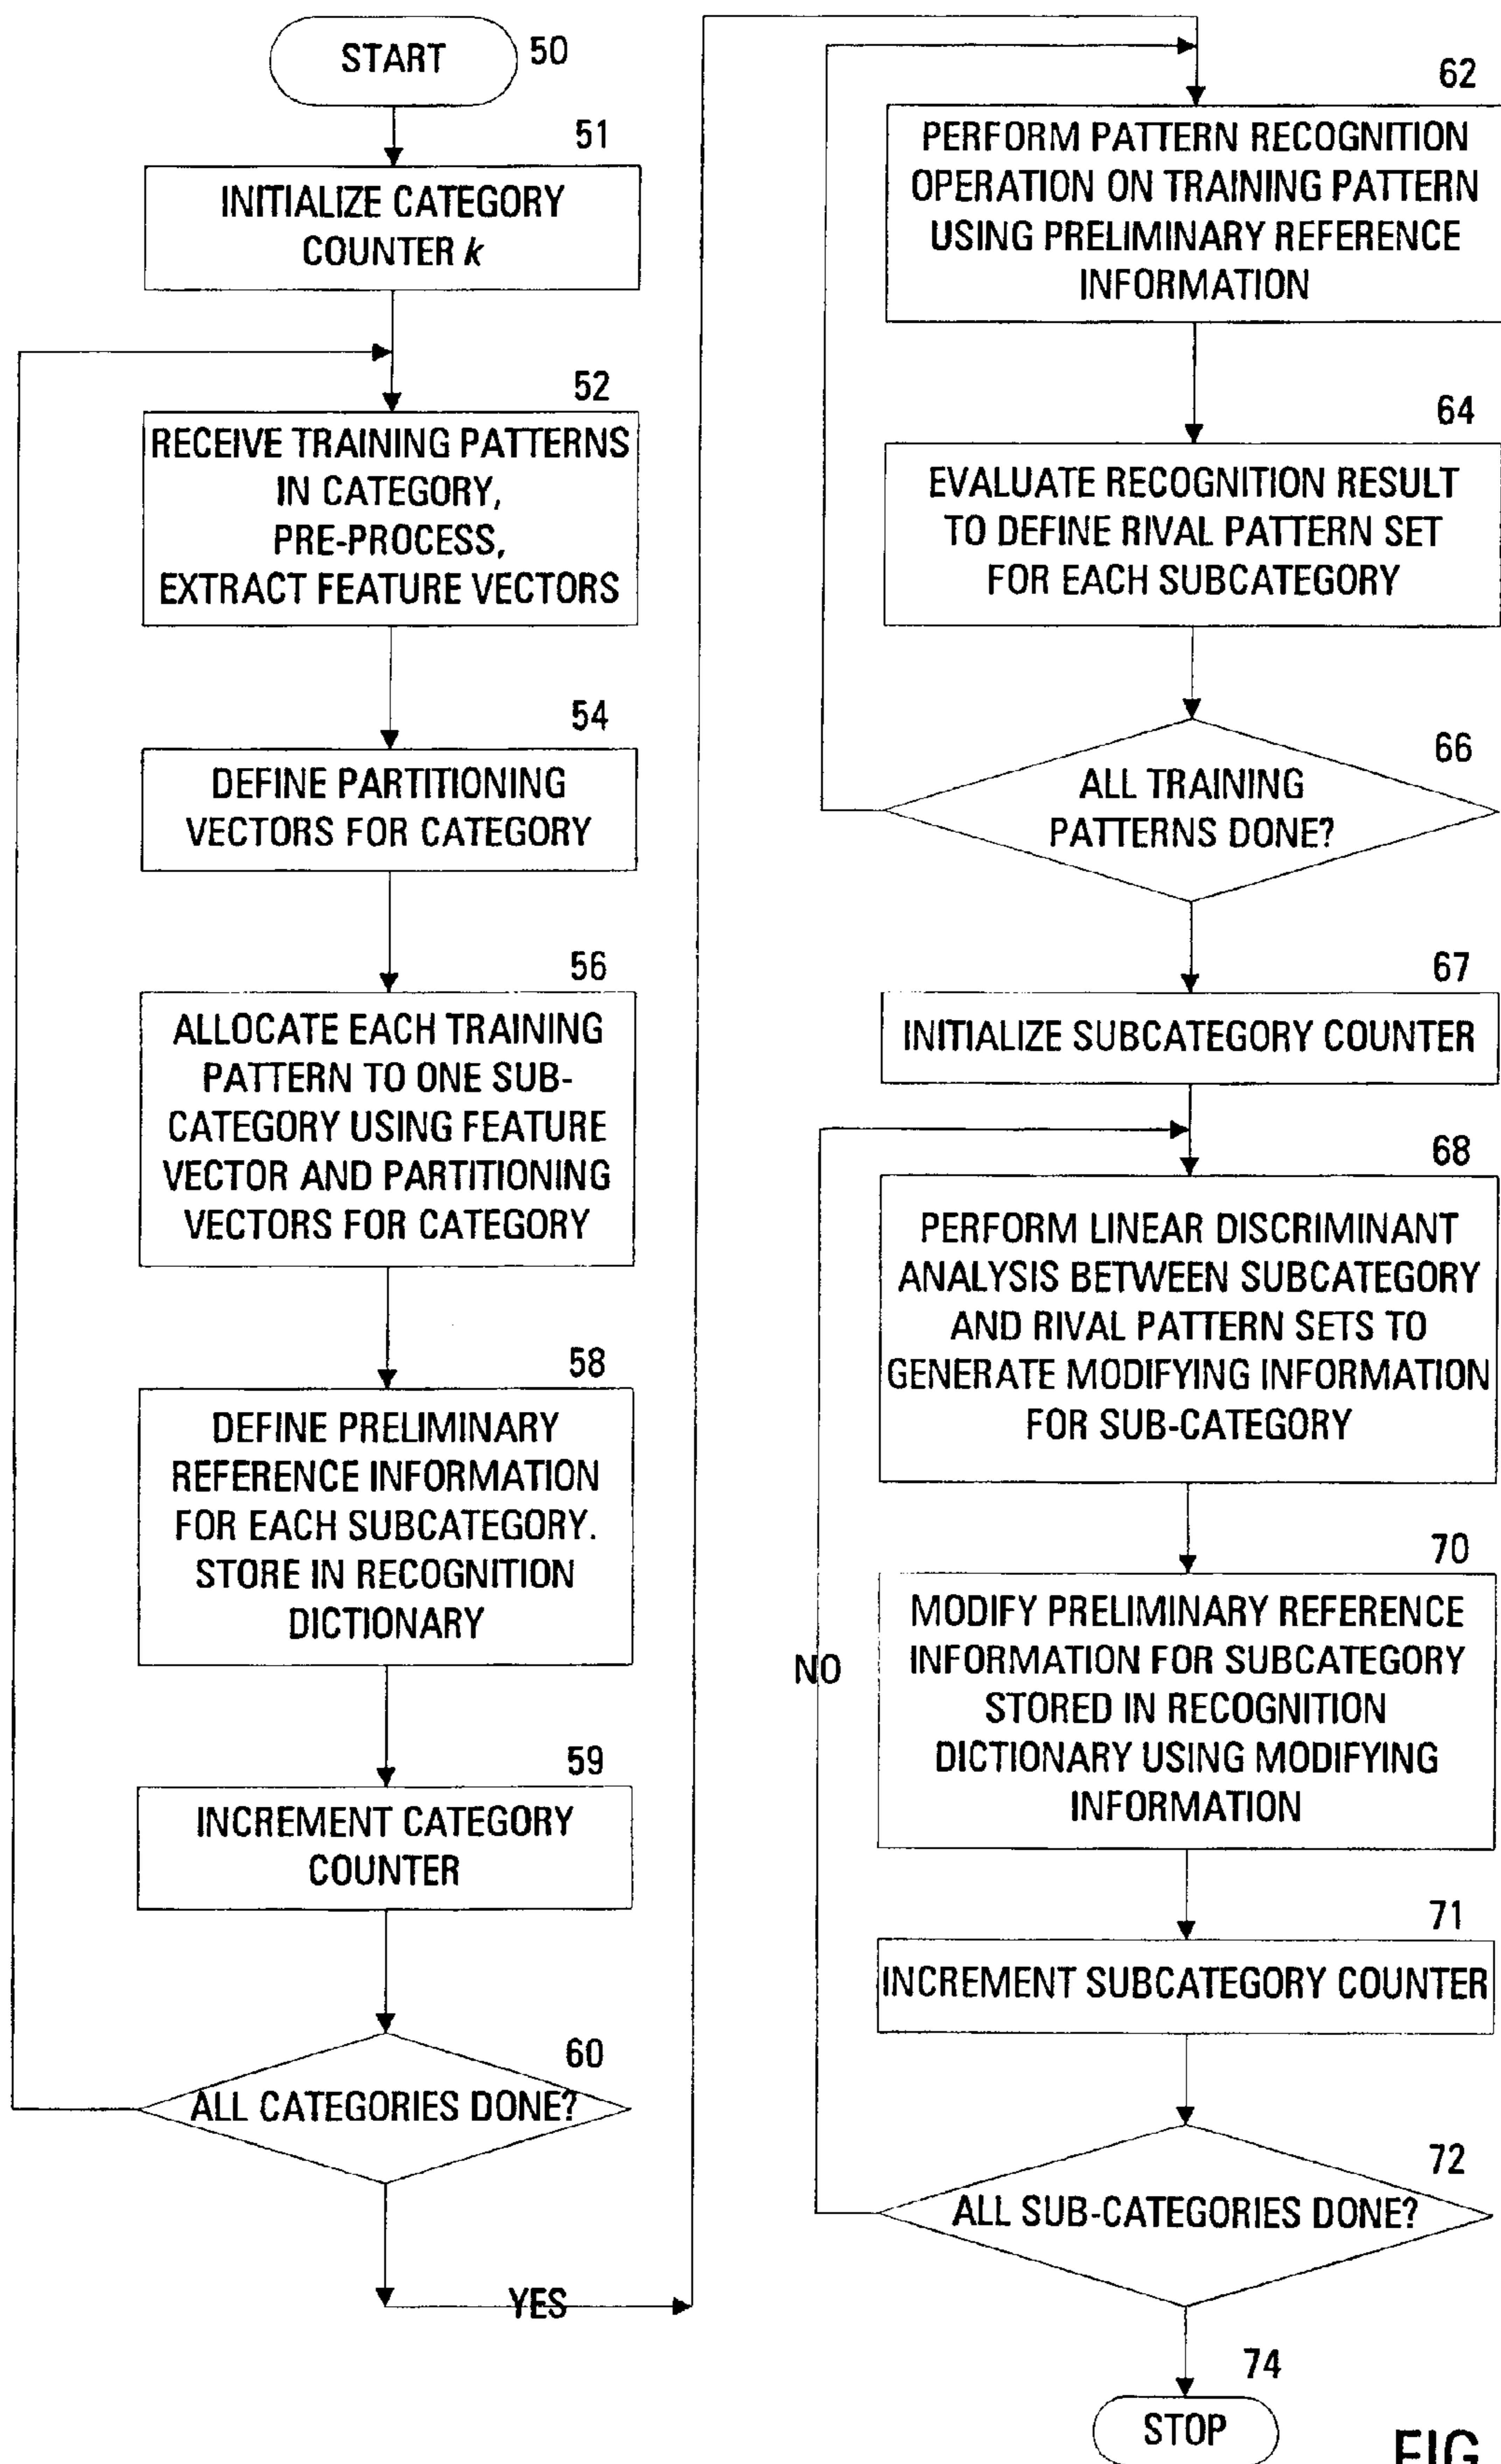 START
50
51
INITIALIZE CATEGORY
COUNTER k
52
RECEIVE TRAINING PATTERNS
IN CATEGORY,
PRE-PROCESS,
EXTRACT FEATURE VECTORS
54
DEFINE PARTITIONING
VECTORS FOR CATEGORY
56
ALLOCATE EACH TRAINING
PATTERN TO ONE SUB-
CATEGORY USING FEATURE
VECTOR AND PARTITIONING
VECTORS FOR CATEGORY
58
DEFINE PRELIMINARY
REFERENCE INFORMATION
FOR EACH SUBCATEGORY.
STORE IN RECOGNITION
DICTIONARY
59
INCREMENT CATEGORY
COUNTER
60
ALL CATEGORIES DONE?
YES
62
PERFORM PATTERN RECOGNITION
OPERATION ON TRAINING PATTERN
USING PRELIMINARY REFERENCE
INFORMATION
64
EVALUATE RECOGNITION RESULT
TO DEFINE RIVAL PATTERN SET
FOR EACH SUBCATEGORY
66
ALL TRAINING
PATTERNS DONE?
67
INITIALIZE SUBCATEGORY COUNTER
68
PERFORM LINEAR DISCRIMINANT
ANALYSIS BETWEEN SUBCATEGORY
AND RIVAL PATTERN SETS TO
GENERATE MODIFYING INFORMATION
FOR SUB-CATEGORY
70
MODIFY PRELIMINARY REFERENCE
INFORMATION FOR SUBCATEGORY
STORED IN RECOGNITION
DICTIONARY USING MODIFYING
INFORMATION
NO
71
INCREMENT SUBCATEGORY COUNTER
72
ALL SUB-CATEGORIES DONE?
74
STOP
FIG